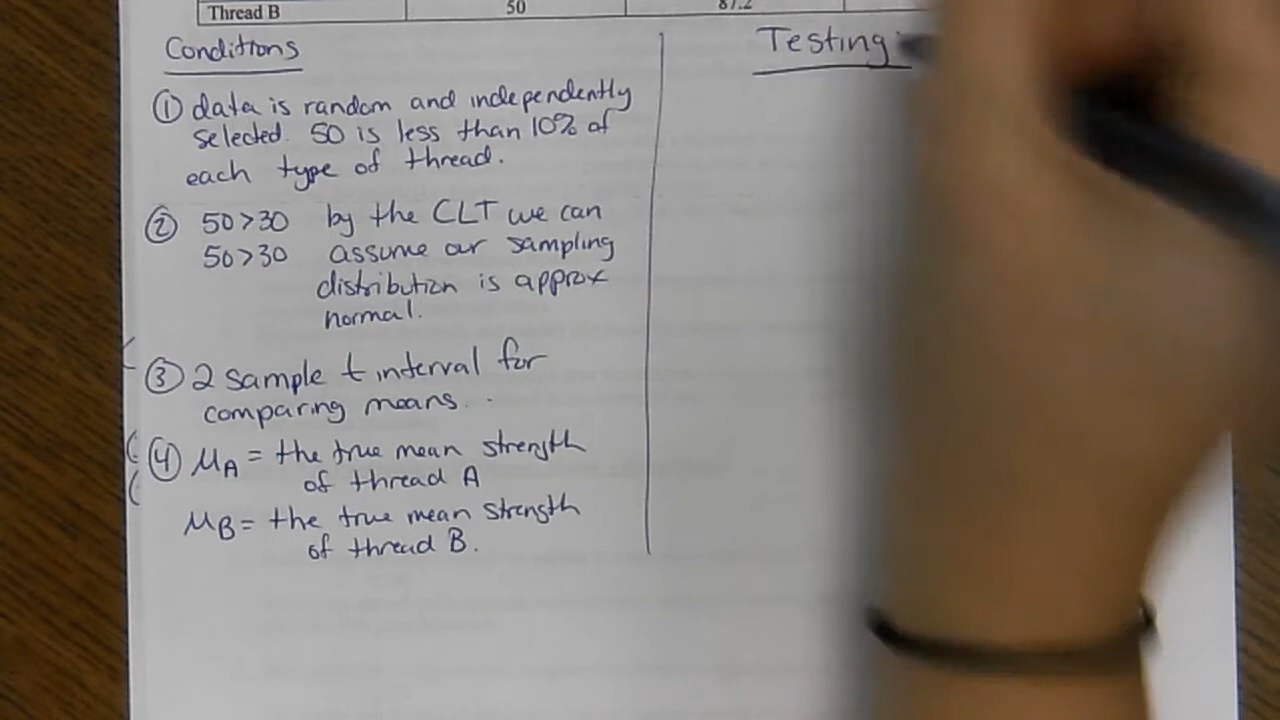 Thread B 50 87.2
Conditions
① data is random and independently
selected. 50 is less than 10% of
each type of thread.
② 50>30 by the CLT we can
50>30 assume our sampling
distribution is approx
normal.
③ 2 sample t interval for
comparing means.
④ μA = the true mean strength
of thread A
μB = the true mean strength
of thread B.
Testing